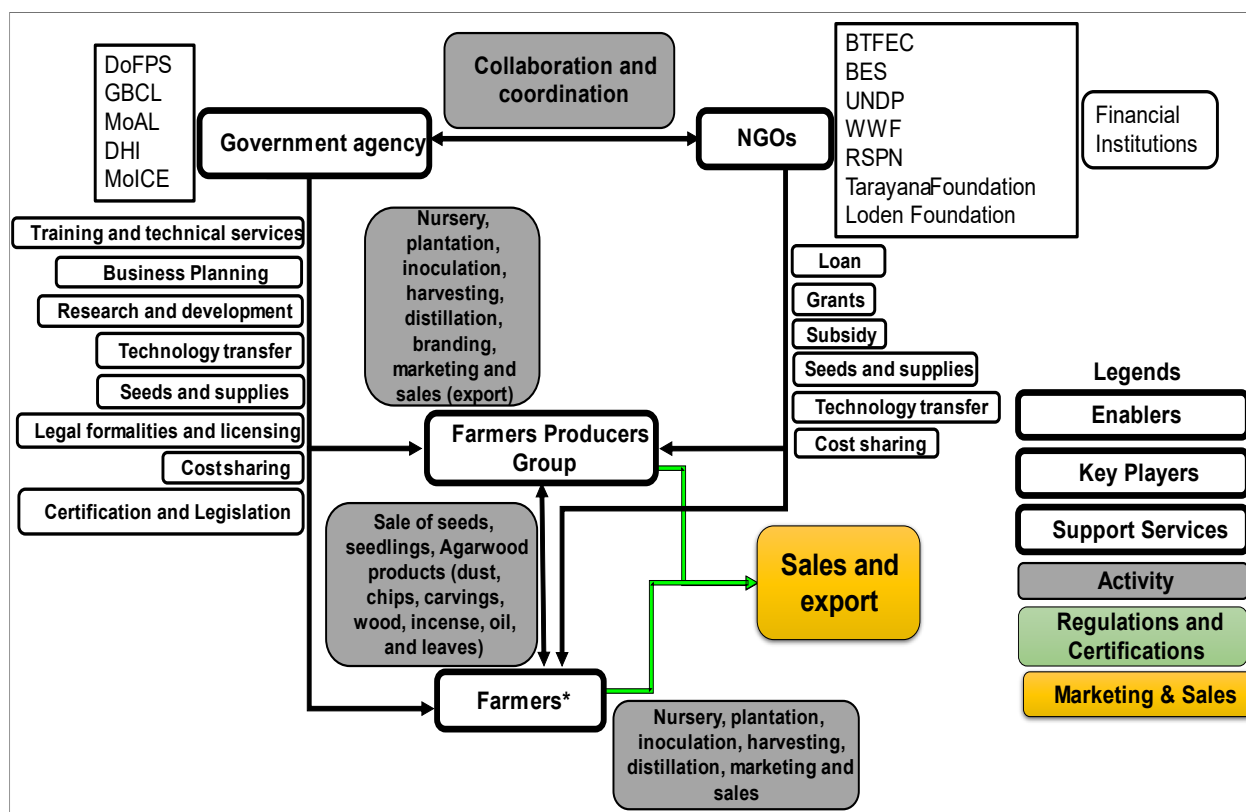 DoFPS
GBCL
MoAL
DHI
MoICE
Government agency
Collaboration and
coordination
NGOs
BTFEC
BES
UNDP
WWF
RSPN
TarayanaFoundation
Loden Foundation
Financial
Institutions
Training and technical services
Business Planning
Research and development
Technology transfer
Seeds and supplies
Legal formalities and licensing
Costsharing
Certification and Legislation
Nursery,
plantation,
inoculation,
harvesting,
distillation,
branding,
marketing and
sales (export)
Loan
Grants
Subsidy
Seeds and supplies
Technology transfer
Cost sharing
Farmers Producers
Group
Sale of seeds,
seedlings, Agarwood
products (dust,
chips, carvings,
wood, incense, oil,
and leaves)
Farmers*
Nursery, plantation,
inoculation, harvesting,
distillation, marketing and
sales
Sales and
export
Legends
Enablers
Key Players
Support Services
Activity
Regulations and
Certifications
Marketing & Sales